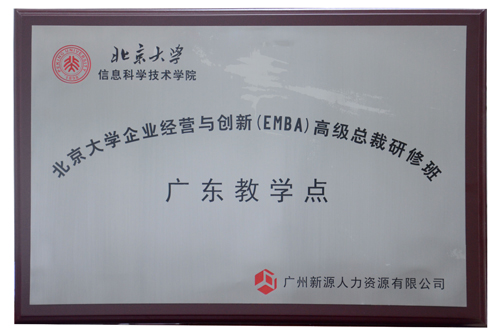 北京大学
信息科学技术学院
北京大学企业经营与创新(EMBA)高级总裁研修班
广东教学点
广州新源人力资源有限公司